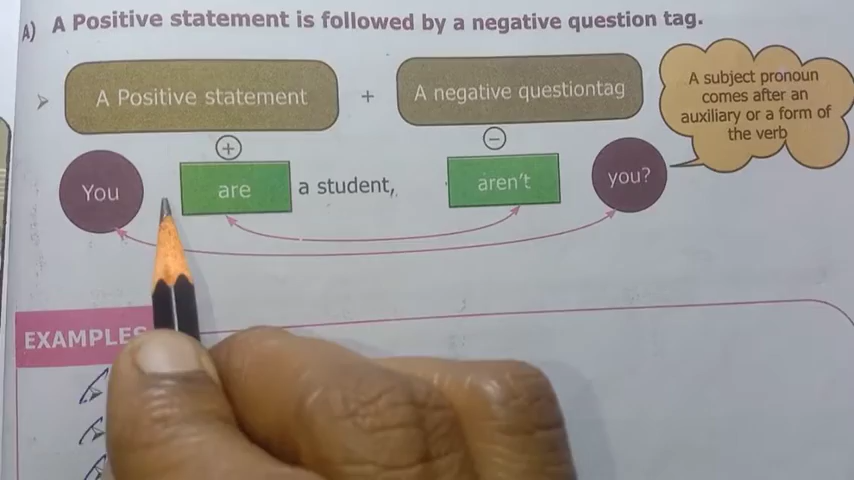 A) A Positive statement is followed by a negative question tag.
A Positive statement + A negative questiontag
A subject pronoun
comes after an
auxiliary or a form of
the verb
+ −
You are a student, aren't you?
EXAMPLES